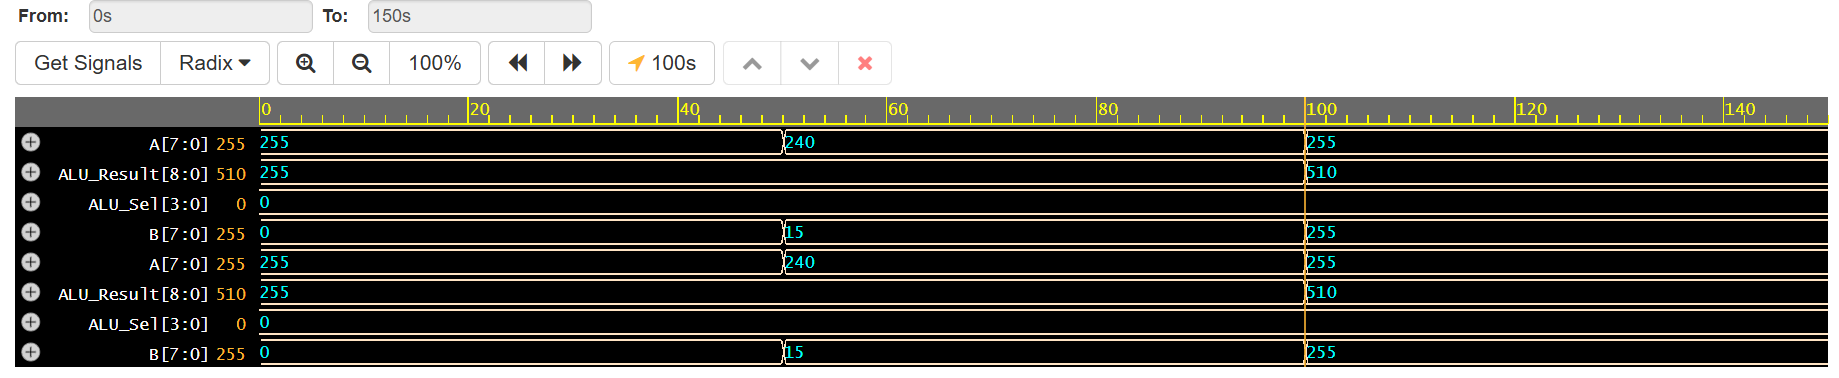 From: 0s To: 150s
Get Signals Radix 100% 100s
0 20 40 60 80 100 120 140
A[7:0] 255 255 240 255
ALU_Result[8:0] 510 255 510
ALU_Sel[3:0] 0 0
B[7:0] 255 0 15 255
A[7:0] 255 255 240 255
ALU_Result[8:0] 510 255 510
ALU_Sel[3:0] 0 0
B[7:0] 255 0 15 255